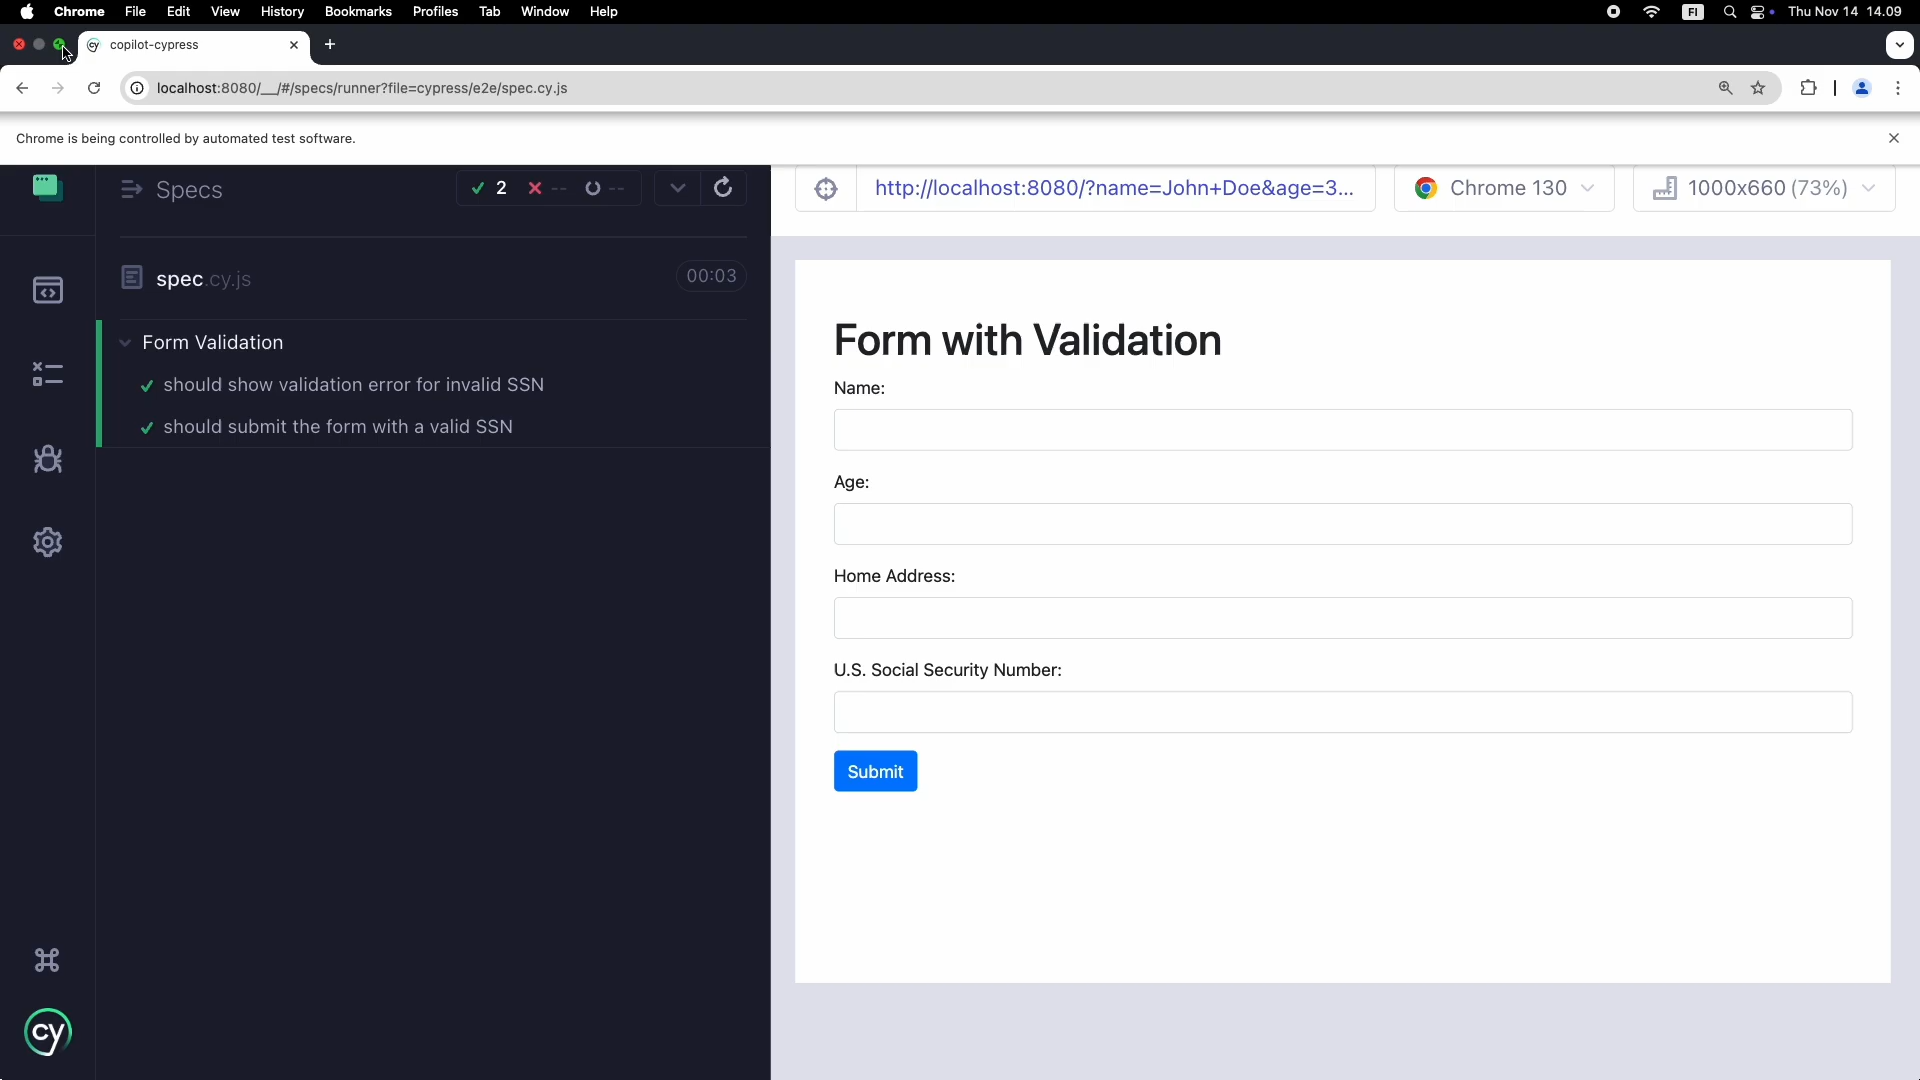 Chrome File Edit View History Bookmarks Profiles Tab Window Help FI Thu Nov 14 14.09
cy copilot-cypress
localhost:8080/__/#/specs/runner?file=cypress/e2e/spec.cy.js
Chrome is being controlled by automated test software.
Specs 2 -- --
http://localhost:8080/?name=John+Doe&age=3... Chrome 130 1000x660 (73%)
spec.cy.js 00:03
Form Validation
should show validation error for invalid SSN
should submit the form with a valid SSN
Form with Validation
Name:
Age:
Home Address:
U.S. Social Security Number:
Submit
cy